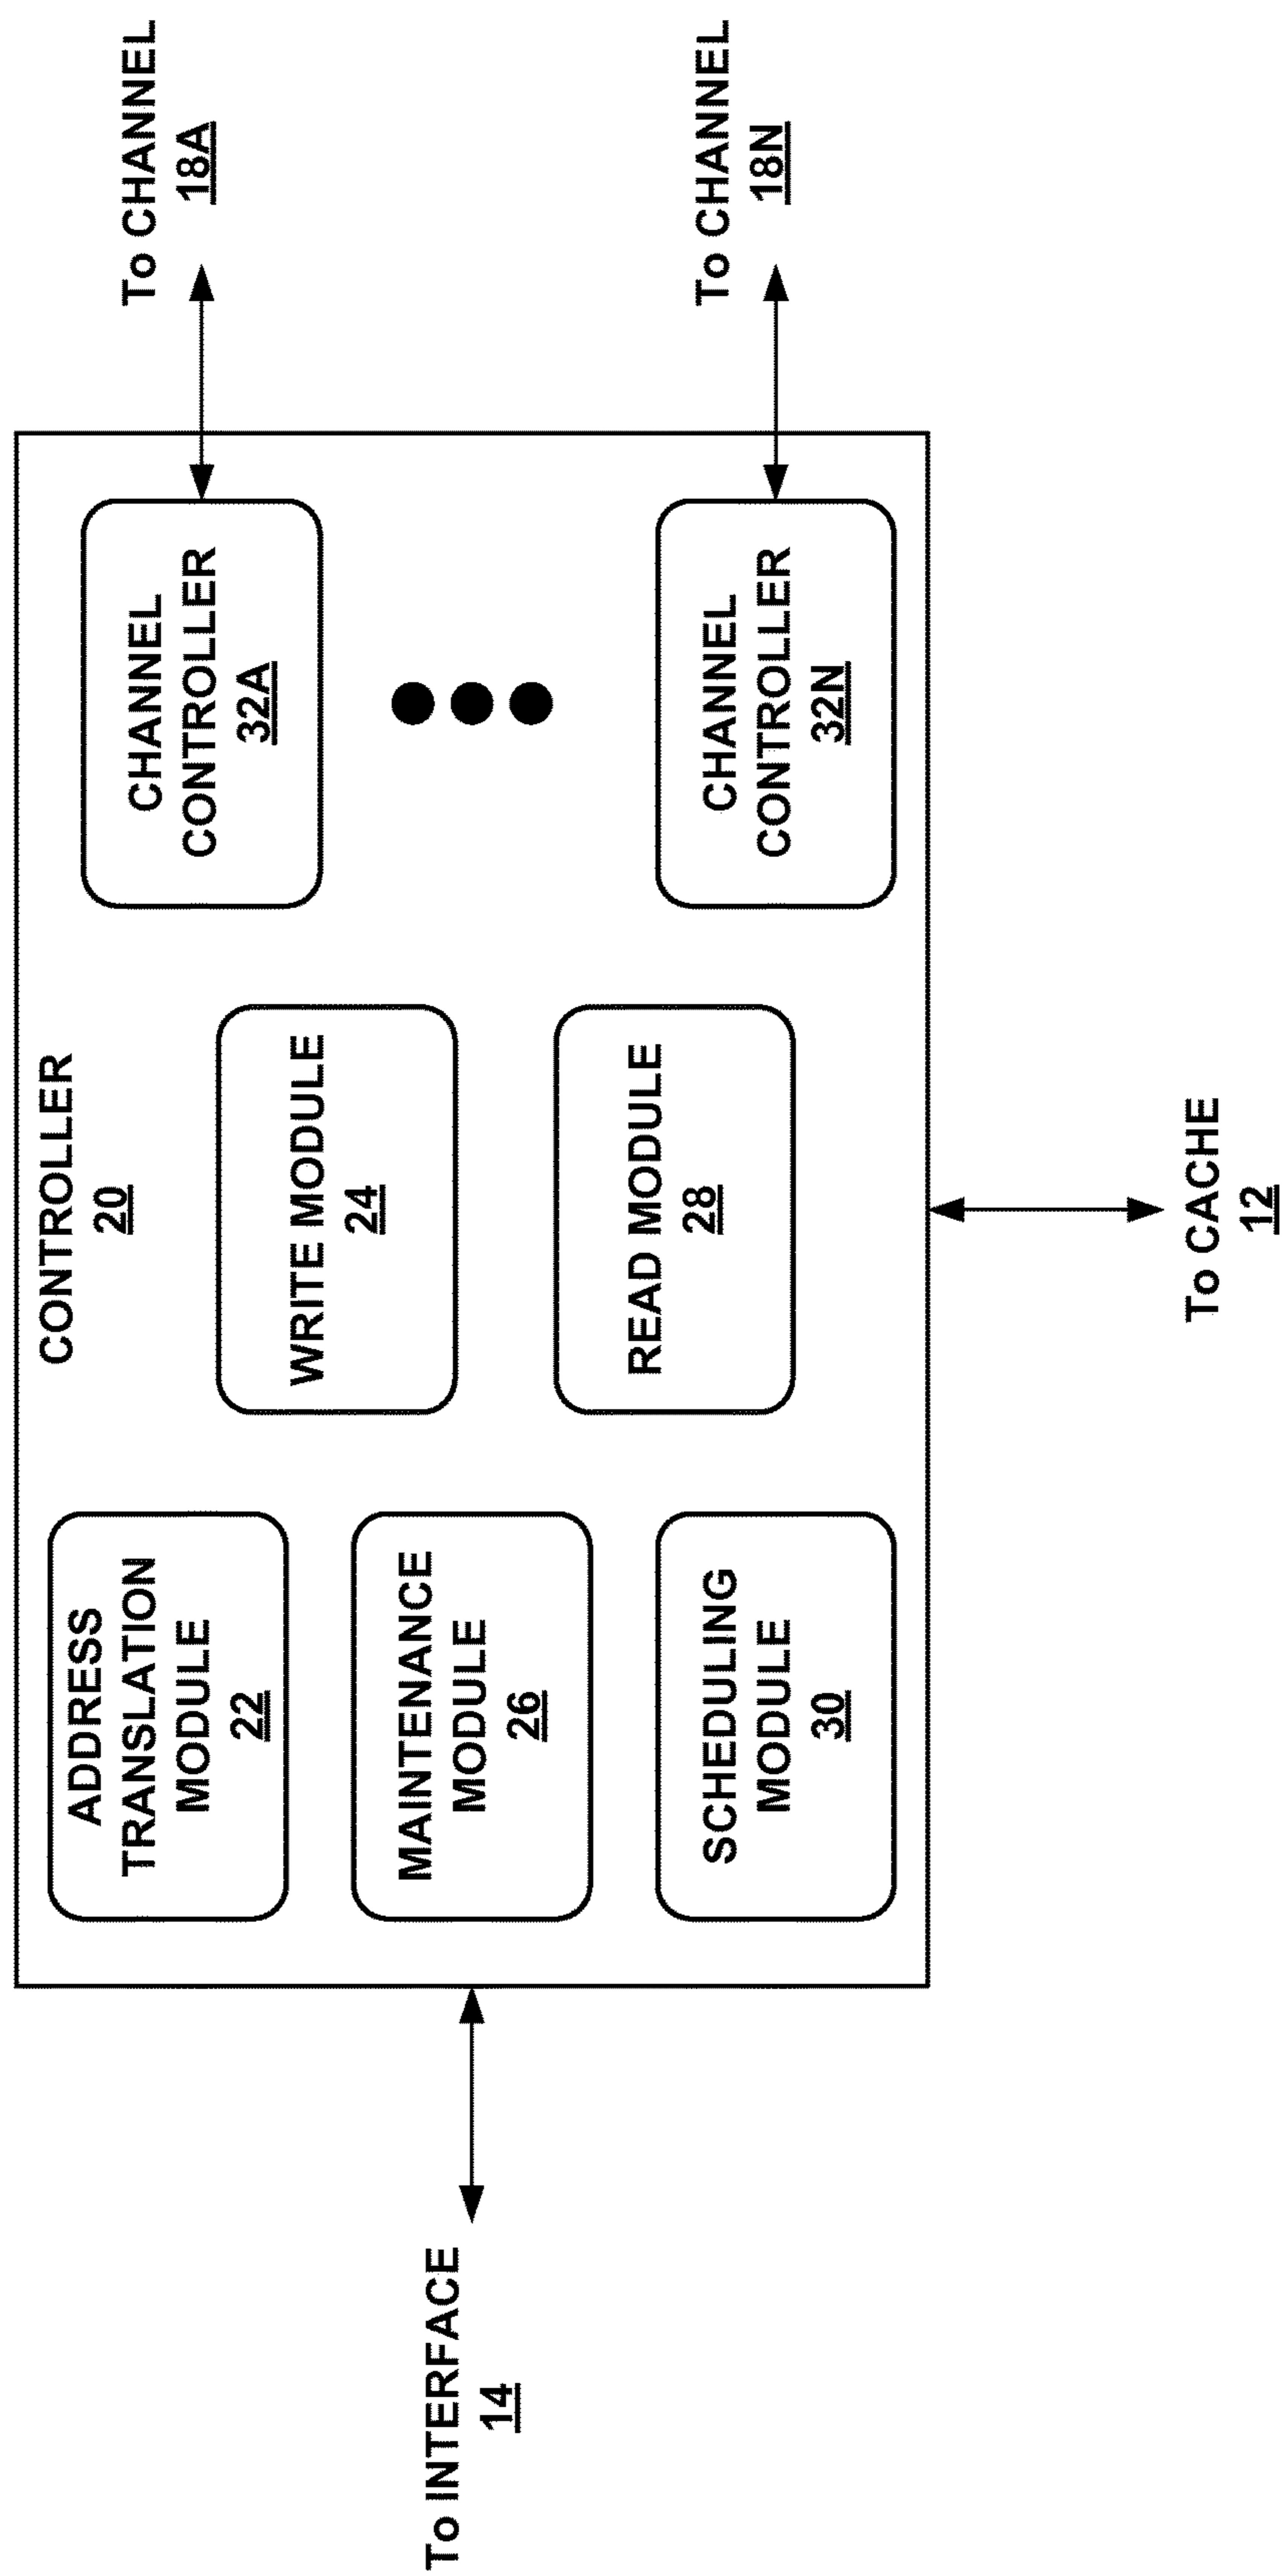 CONTROLLER
20
ADDRESS
TRANSLATION
MODULE
22
MAINTENANCE
MODULE
26
SCHEDULING
MODULE
30
WRITE MODULE
24
READ MODULE
28
CHANNEL
CONTROLLER
32A
CHANNEL
CONTROLLER
32N
To INTERFACE
14
To CHANNEL
18A
To CHANNEL
18N
To CACHE
12